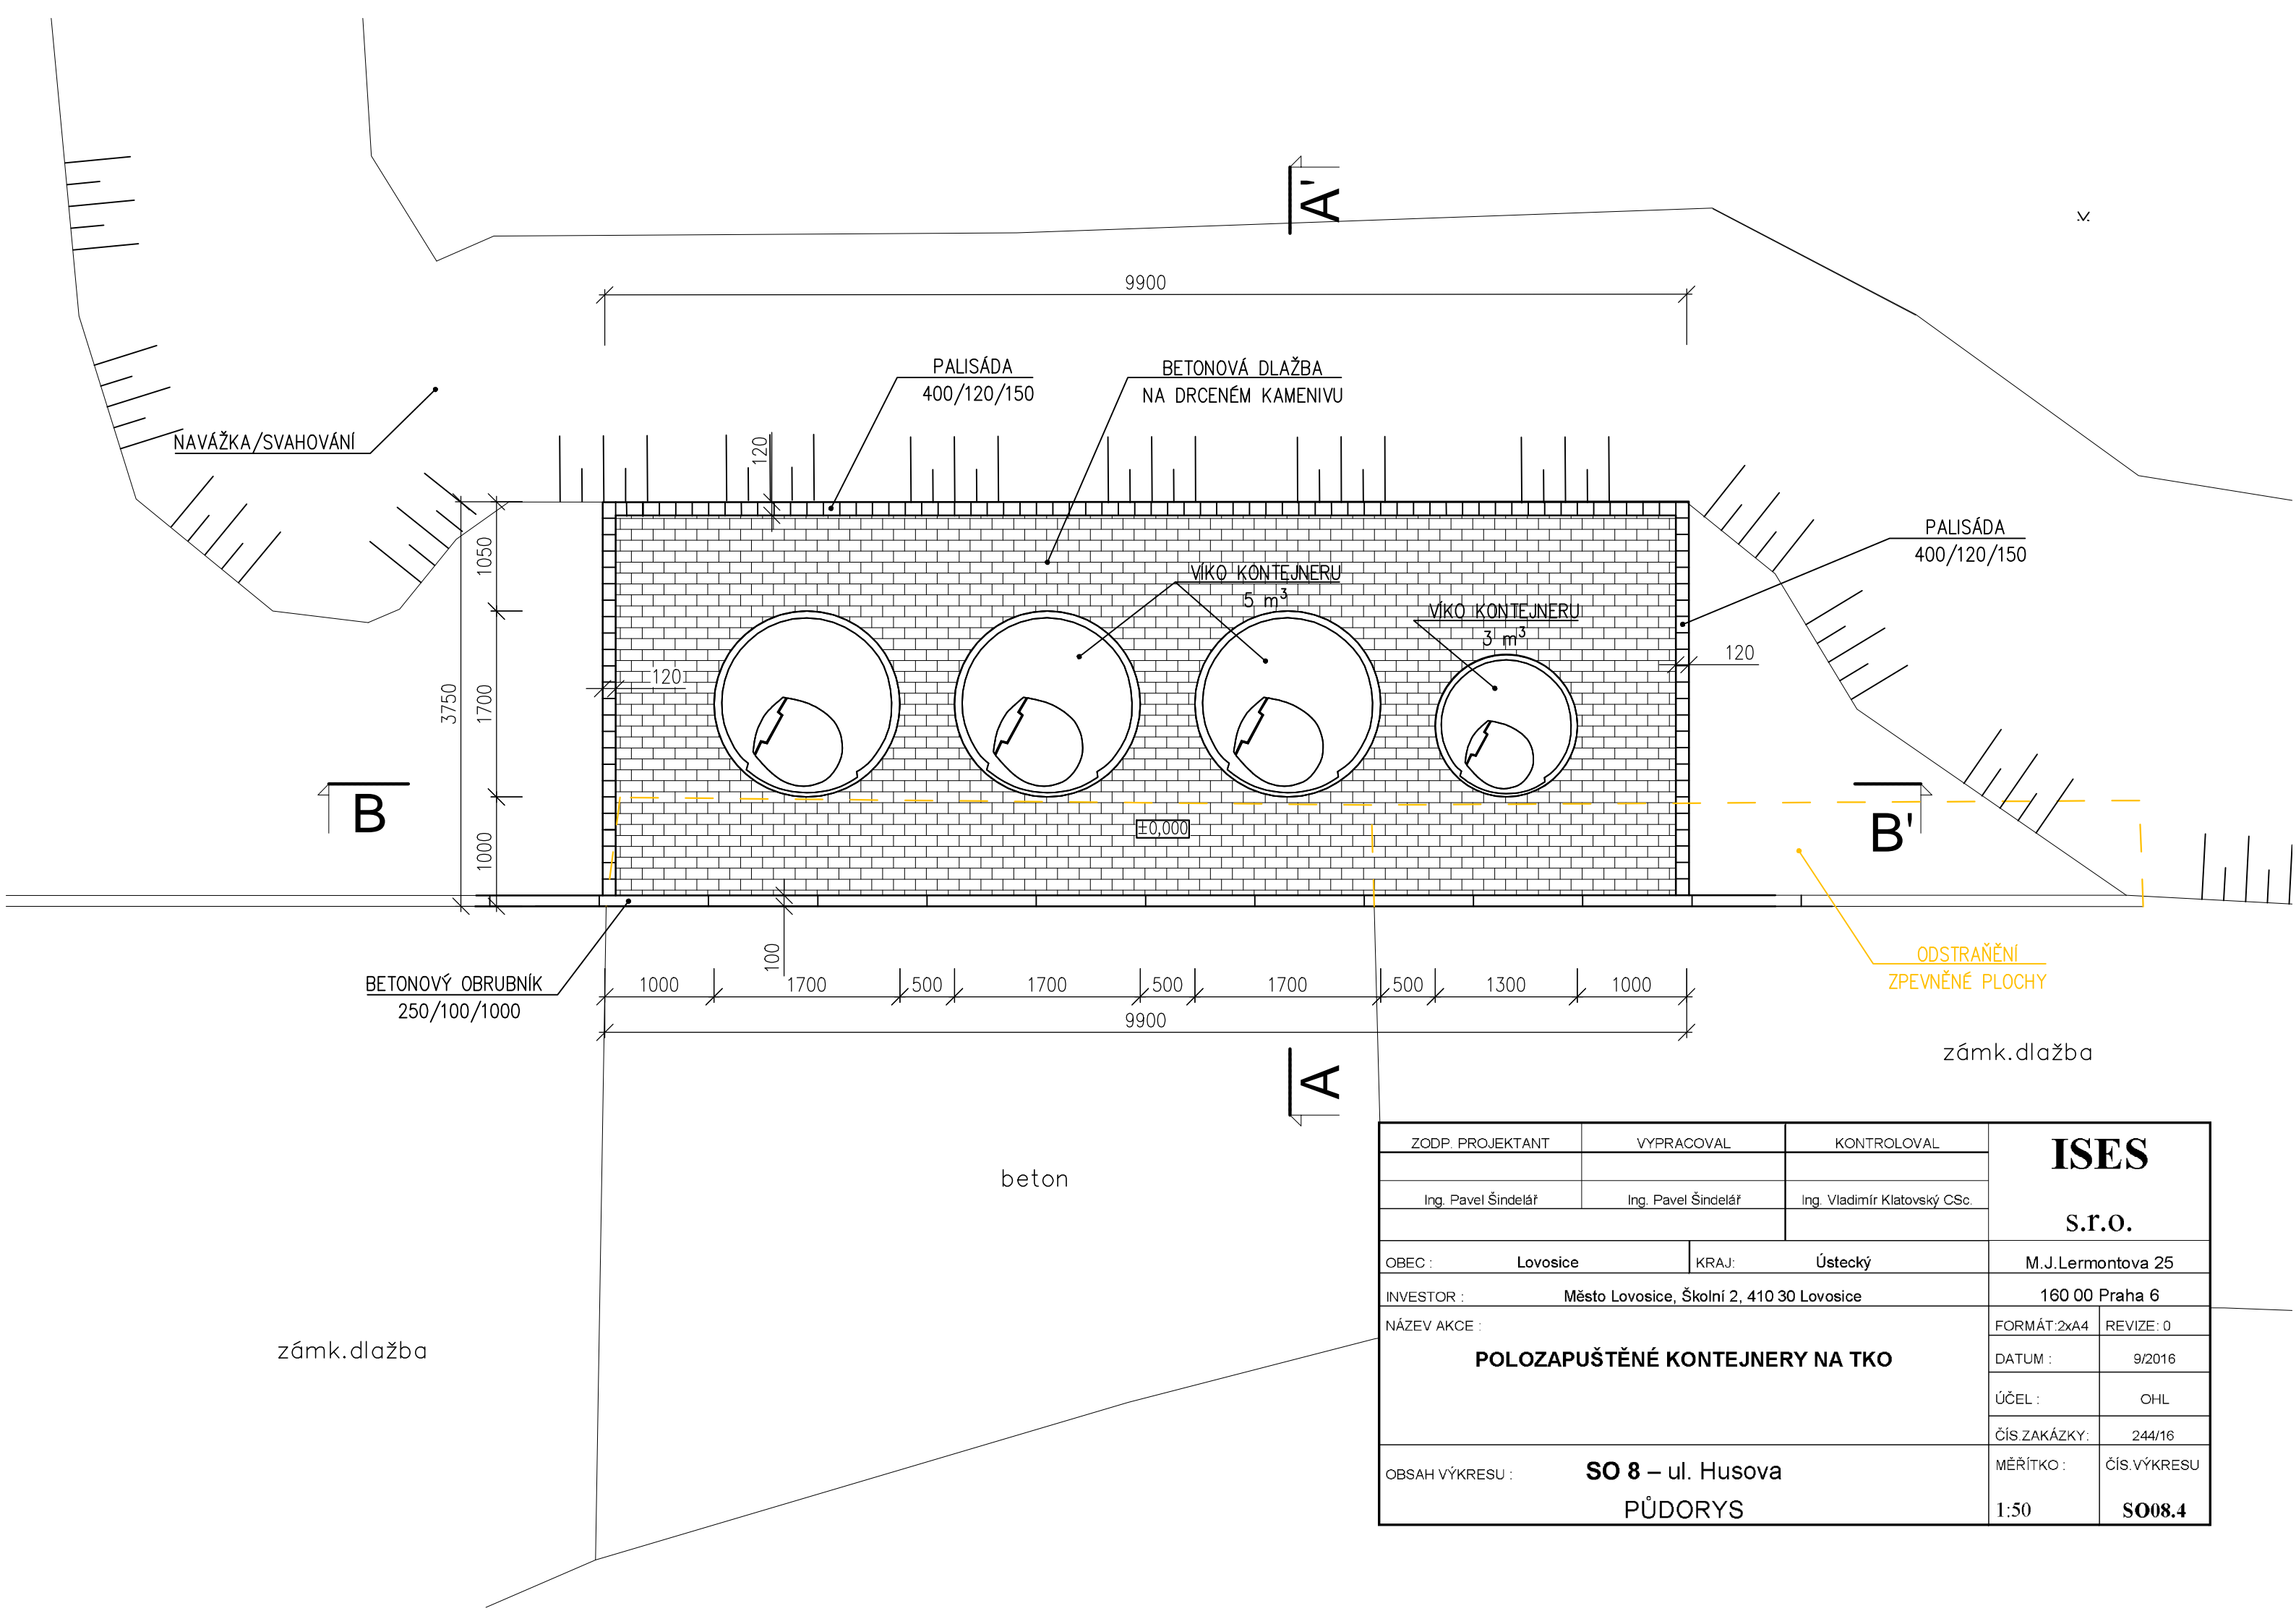 A'
9900
PALISÁDA
400/120/150
BETONOVÁ DLAŽBA
NA DRCENÉM KAMENIVU
NAVÁŽKA/SVAHOVÁNÍ
120
PALISÁDA
400/120/150
1050
VÍKO KONTEJNERU
5 m³
VÍKO KONTEJNERU
3 m³
120
120
3750
1700
B
B'
±0,000
1000
100
BETONOVÝ OBRUBNÍK
250/100/1000
ODSTRAŇĚNÍ
ZPEVNĚNÉ PLOCHY
1000 1700 500 1700 500 1700 500 1300 1000
9900
A
zámk.dlažba
beton
zámk.dlažba
ZODP. PROJEKTANT VYPRACOVAL KONTROLOVAL
Ing. Pavel Šindelář Ing. Pavel Šindelář Ing. Vladimír Klatovský CSc.
ISES
s.r.o.
OBEC : Lovosice KRAJ: Ústecký
M.J.Lermontova 25
INVESTOR : Město Lovosice, Školní 2, 410 30 Lovosice
160 00 Praha 6
NÁZEV AKCE :
POLOZAPUŠTĚNÉ KONTEJNERY NA TKO
FORMÁT:2xA4 REVIZE: 0
DATUM : 9/2016
ÚČEL : OHL
ČÍS.ZAKÁZKY: 244/16
OBSAH VÝKRESU : SO 8 – ul. Husova
PŮDORYS
MĚŘÍTKO : ČÍS.VÝKRESU
1:50 SO08.4